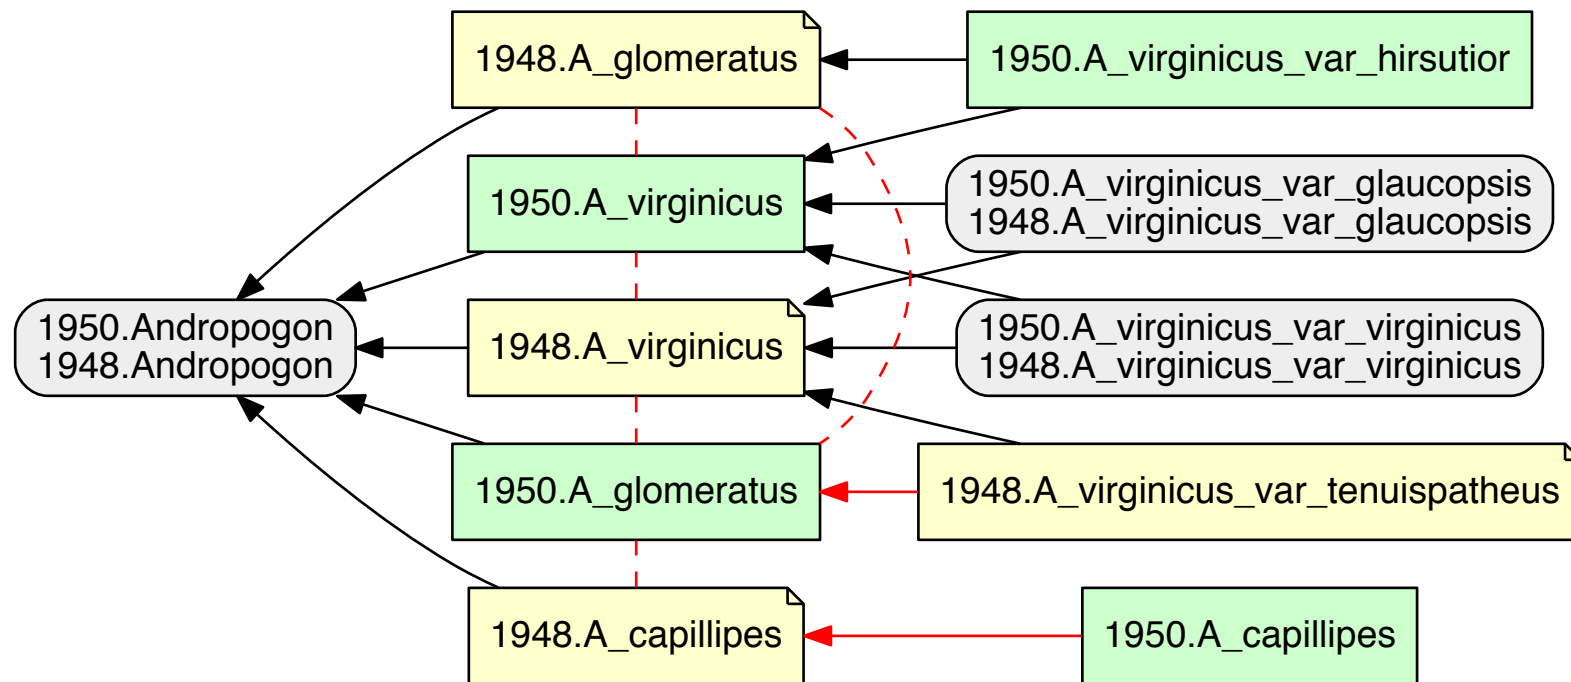 1948.A_glomeratus
1950.A_virginicus_var_hirsutior
1950.A_virginicus
1950.A_virginicus_var_glaucopsis
1948.A_virginicus_var_glaucopsis
1950.Andropogon
1948.Andropogon
1948.A_virginicus
1950.A_virginicus_var_virginicus
1948.A_virginicus_var_virginicus
1950.A_glomeratus
1948.A_virginicus_var_tenuispatheus
1948.A_capillipes
1950.A_capillipes